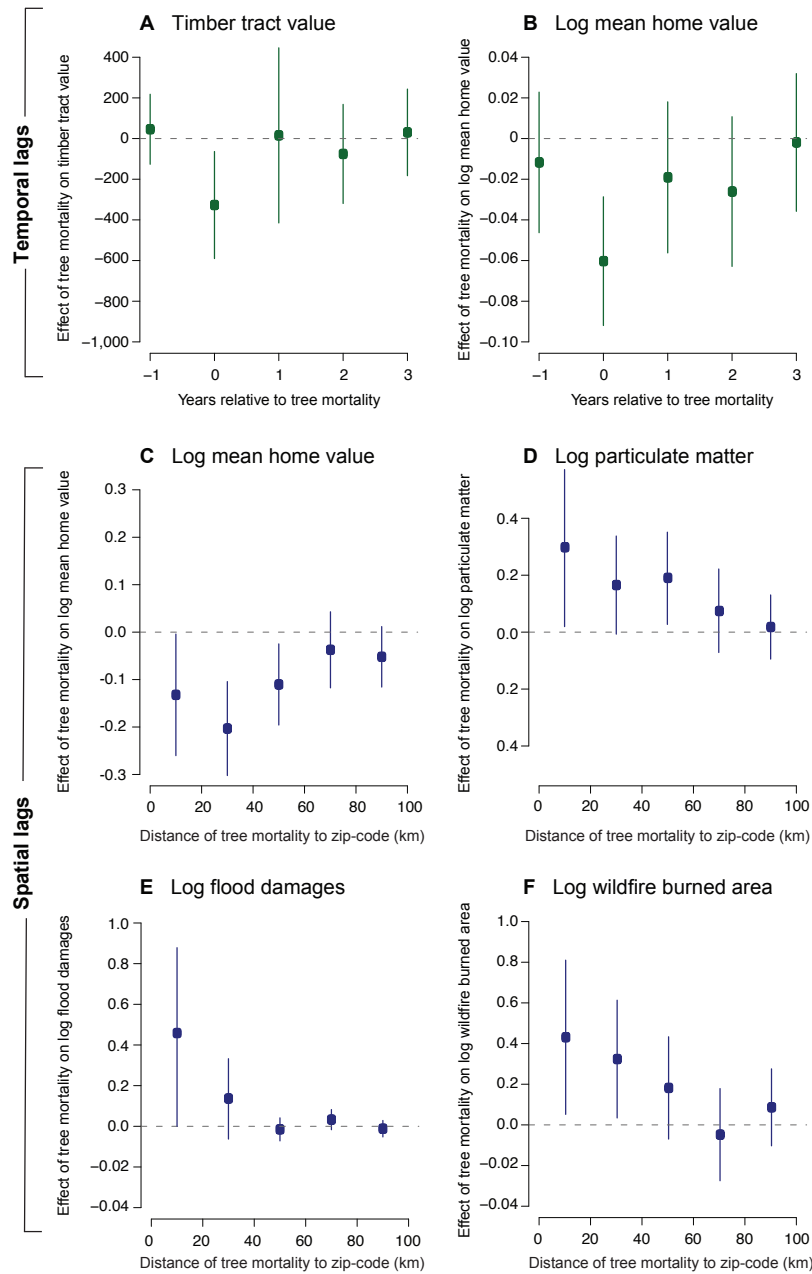 Temporal lags
A Timber tract value
Effect of tree mortality on timber tract value
400
200
0
−200
−400
−600
−800
−1,000
−1 0 1 2 3
Years relative to tree mortality
B Log mean home value
Effect of tree mortality on log mean home value
0.04
0.02
0
−0.02
−0.04
−0.06
−0.08
−0.10
−1 0 1 2 3
Years relative to tree mortality
Spatial lags
C Log mean home value
Effect of tree mortality on log mean home value
0.3
0.2
0.1
0.0
-0.1
-0.2
-0.3
0 20 40 60 80 100
Distance of tree mortality to zip-code (km)
D Log particulate matter
Effect of tree mortality on log particulate matter
0.4
0.2
0.0
0.2
0.4
0 20 40 60 80 100
Distance of tree mortality to zip-code (km)
E Log flood damages
Effect of tree mortality on log flood damages
1.0
0.8
0.6
0.4
0.2
0.0
−0.02
−0.04
0 20 40 60 80 100
Distance of tree mortality to zip-code (km)
F Log wildfire burned area
Effect of tree mortality on log wildfire burned area
1.0
0.8
0.6
0.4
0.2
0.0
−0.02
−0.04
0 20 40 60 80 100
Distance of tree mortality to zip-code (km)